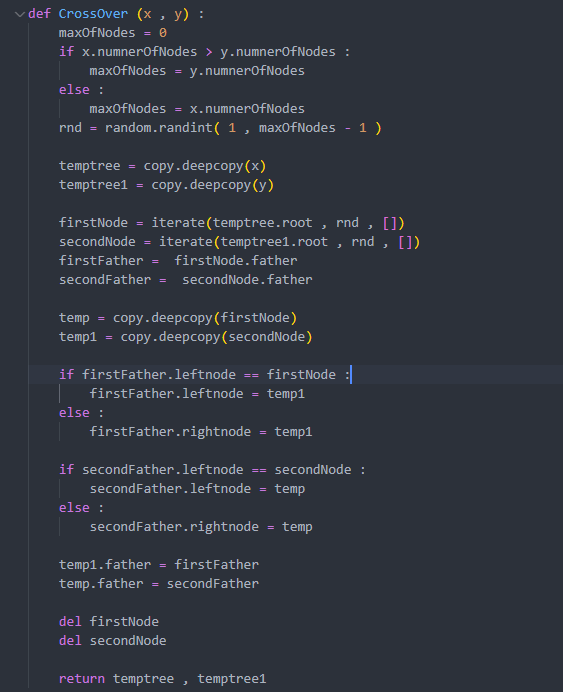 def CrossOver (x , y) :
    maxOfNodes = 0
    if x.numnerOfNodes > y.numnerOfNodes :
        maxOfNodes = y.numnerOfNodes
    else :
        maxOfNodes = x.numnerOfNodes
    rnd = random.randint( 1 , maxOfNodes - 1 )

    temptree = copy.deepcopy(x)
    temptree1 = copy.deepcopy(y)

    firstNode = iterate(temptree.root , rnd , [])
    secondNode = iterate(temptree1.root , rnd , [])
    firstFather =  firstNode.father
    secondFather =  secondNode.father

    temp = copy.deepcopy(firstNode)
    temp1 = copy.deepcopy(secondNode)

    if firstFather.leftnode == firstNode :
        firstFather.leftnode = temp1
    else :
        firstFather.rightnode = temp1

    if secondFather.leftnode == secondNode :
        secondFather.leftnode = temp
    else :
        secondFather.rightnode = temp

    temp1.father = firstFather
    temp.father = secondFather

    del firstNode
    del secondNode

    return temptree , temptree1